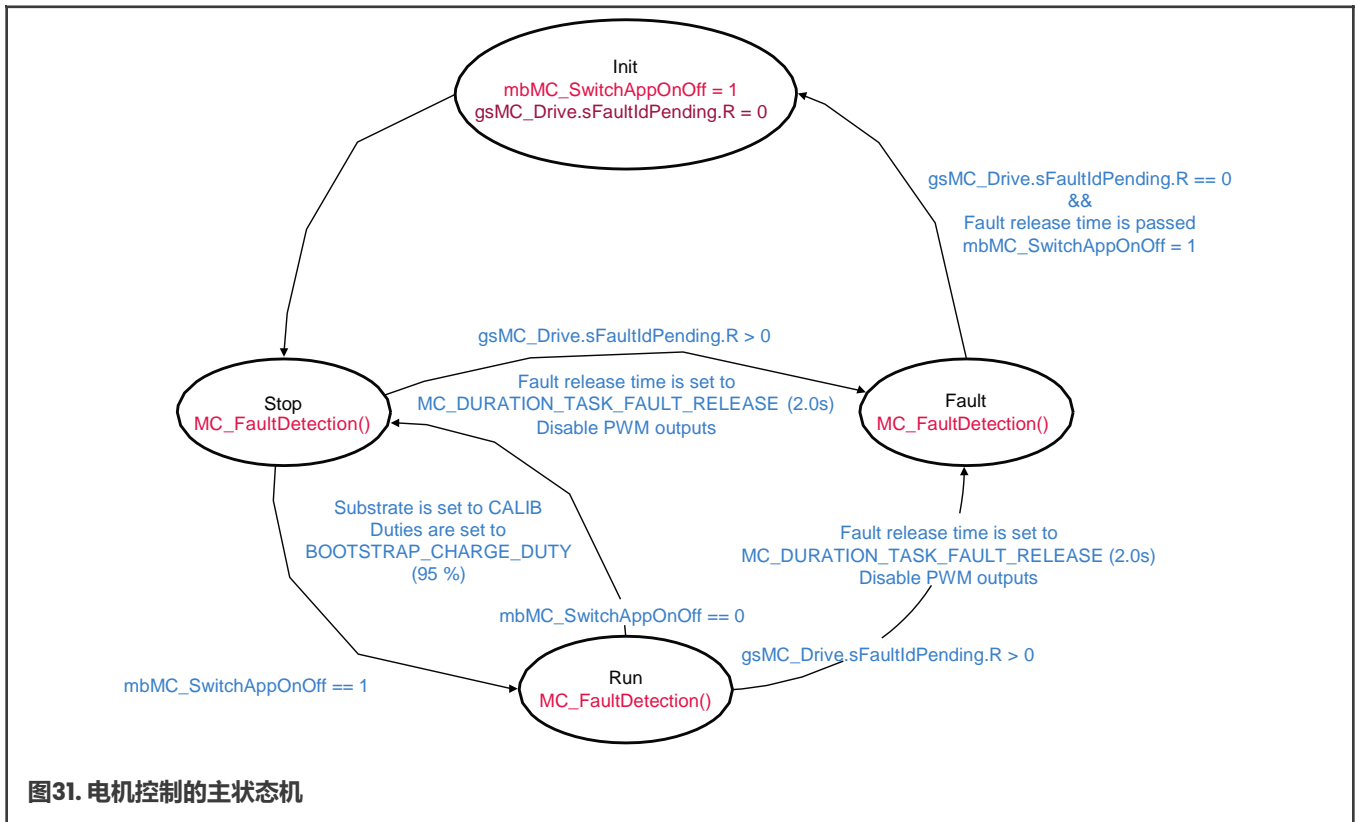 Init
mbMC_SwitchAppOnOff = 1
gsMC_Drive.sFaultIdPending.R = 0
gsMC_Drive.sFaultIdPending.R == 0
&&
Fault release time is passed
mbMC_SwitchAppOnOff = 1
gsMC_Drive.sFaultIdPending.R > 0
Fault release time is set to
MC_DURATION_TASK_FAULT_RELEASE (2.0s)
Disable PWM outputs
Stop
MC_FaultDetection()
Fault
MC_FaultDetection()
Substrate is set to CALIB
Duties are set to
BOOTSTRAP_CHARGE_DUTY
(95 %)
Fault release time is set to
MC_DURATION_TASK_FAULT_RELEASE (2.0s)
Disable PWM outputs
mbMC_SwitchAppOnOff == 0
gsMC_Drive.sFaultIdPending.R > 0
mbMC_SwitchAppOnOff == 1
Run
MC_FaultDetection()
图31. 电机控制的主状态机